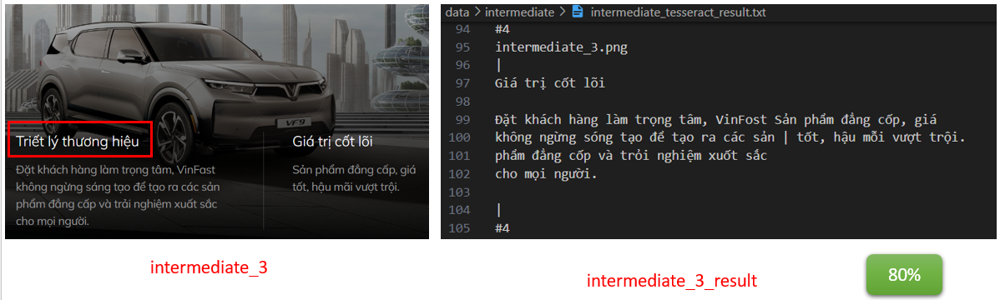 VF9
Triết lý thương hiệu
Đặt khách hàng làm trọng tâm, VinFast
không ngừng sáng tạo để tạo ra các sản
phẩm đẳng cấp và trải nghiệm xuất sắc
cho mọi người.
Giá trị cốt lõi
Sản phẩm đẳng cấp, giá
tốt, hậu mãi vượt trội.
intermediate_3
data > intermediate > intermediate_tesseract_result.txt
94 #4
95 intermediate_3.png
96 |
97 Giá trị cốt lõi
98
99 Đặt khách hàng làm trọng tâm, VinFost Sản phẩm đẳng cốp, giá
100 không ngừng sóng tạo để tạo ra các sản | tốt, hậu mỗi vượt trội.
101 phẩm đẳng cốp và trỏi nghiệm xuốt sắc
102 cho mọi người.
103
104 |
105 #4
intermediate_3_result
80%